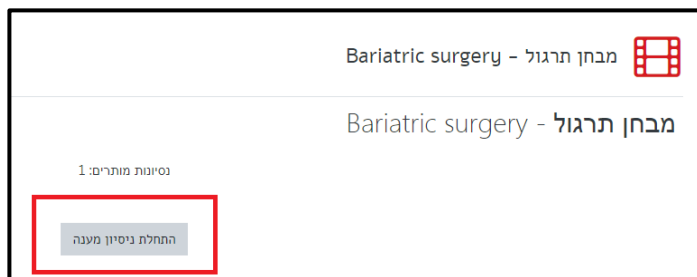 מבחן תרגול - Bariatric surgery
מבחן תרגול - Bariatric surgery
נסיונות מותרים: 1
התחלת ניסיון מענה